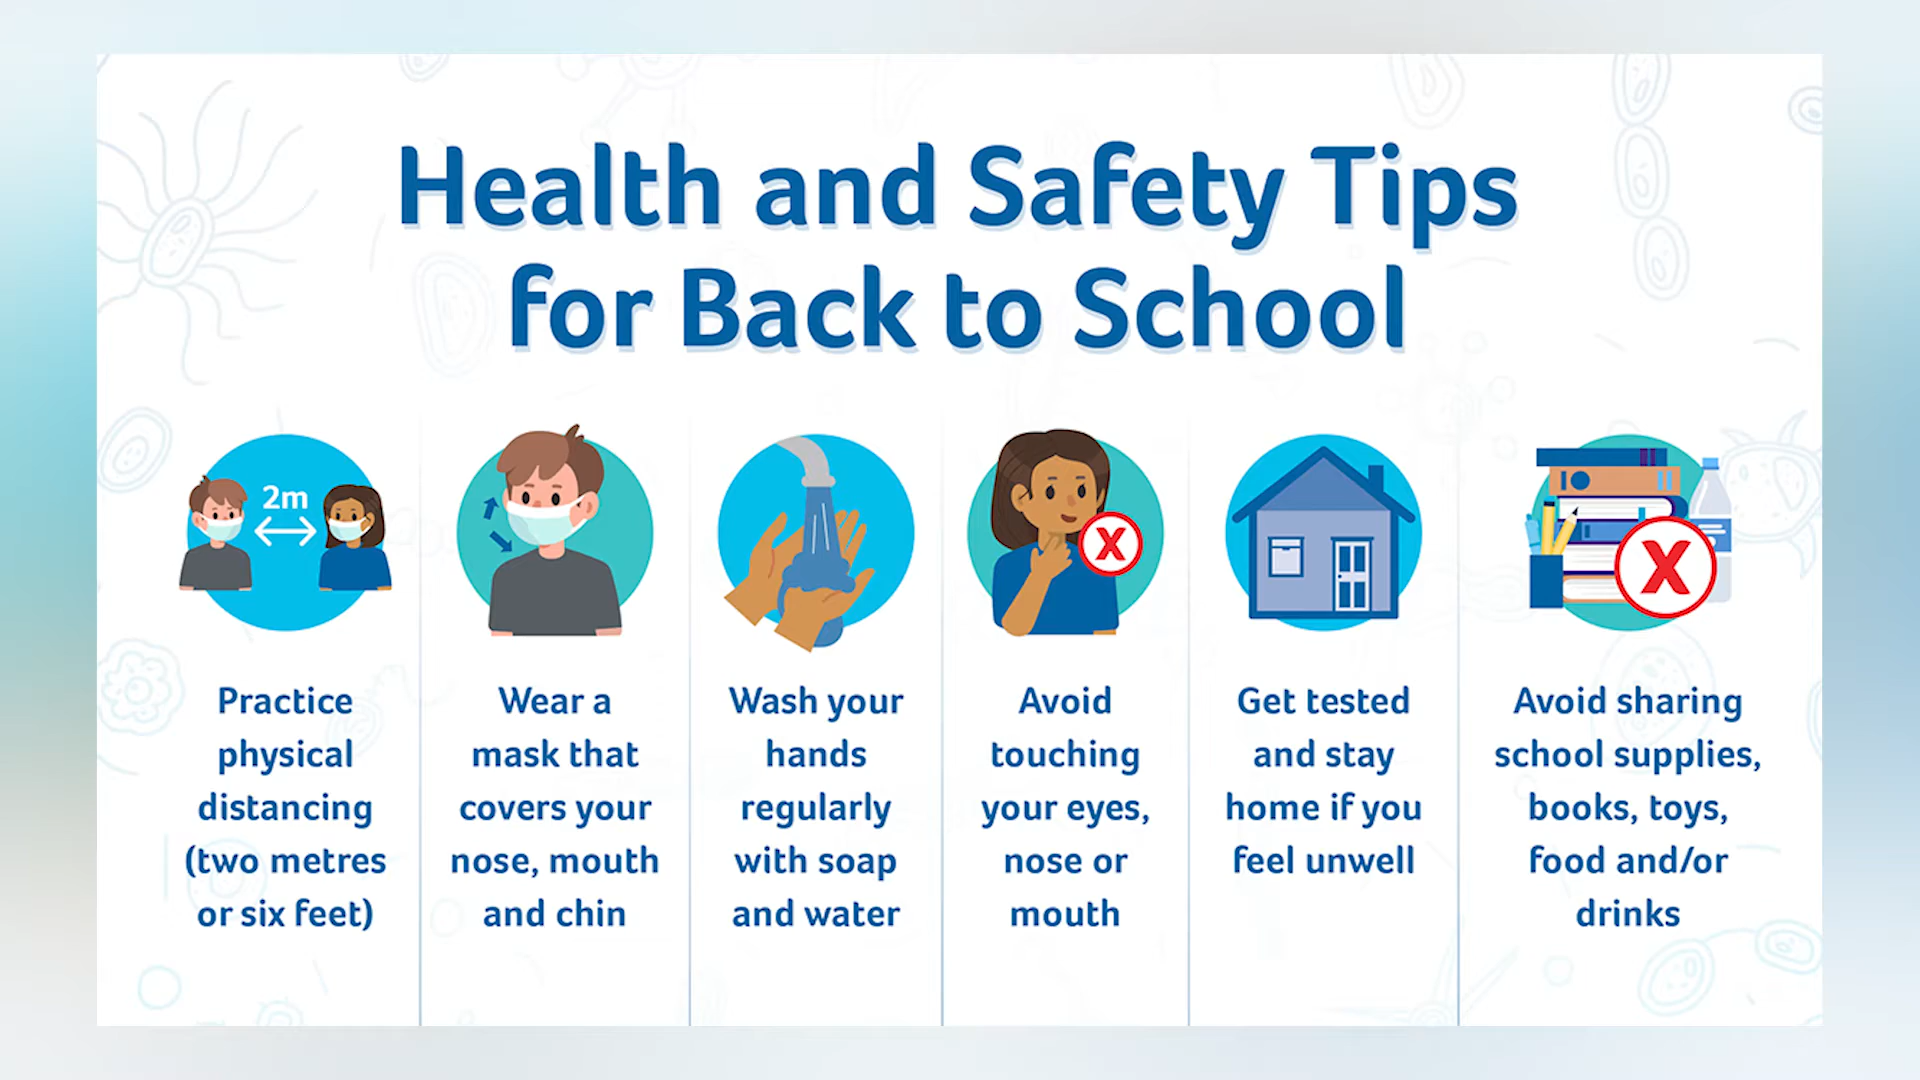 Health and Safety Tips
for Back to School
2m
Practice
physical
distancing
(two metres
or six feet)
Wear a
mask that
covers your
nose, mouth
and chin
Wash your
hands
regularly
with soap
and water
X
Avoid
touching
your eyes,
nose or
mouth
Get tested
and stay
home if you
feel unwell
X
Avoid sharing
school supplies,
books, toys,
food and/or
drinks